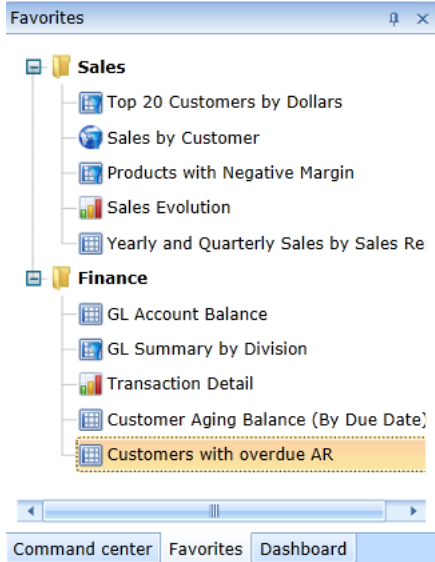 Favorites
Sales
Top 20 Customers by Dollars
Sales by Customer
Products with Negative Margin
Sales Evolution
Yearly and Quarterly Sales by Sales Re
Finance
GL Account Balance
GL Summary by Division
Transaction Detail
Customer Aging Balance (By Due Date)
Customers with overdue AR
Command center Favorites Dashboard